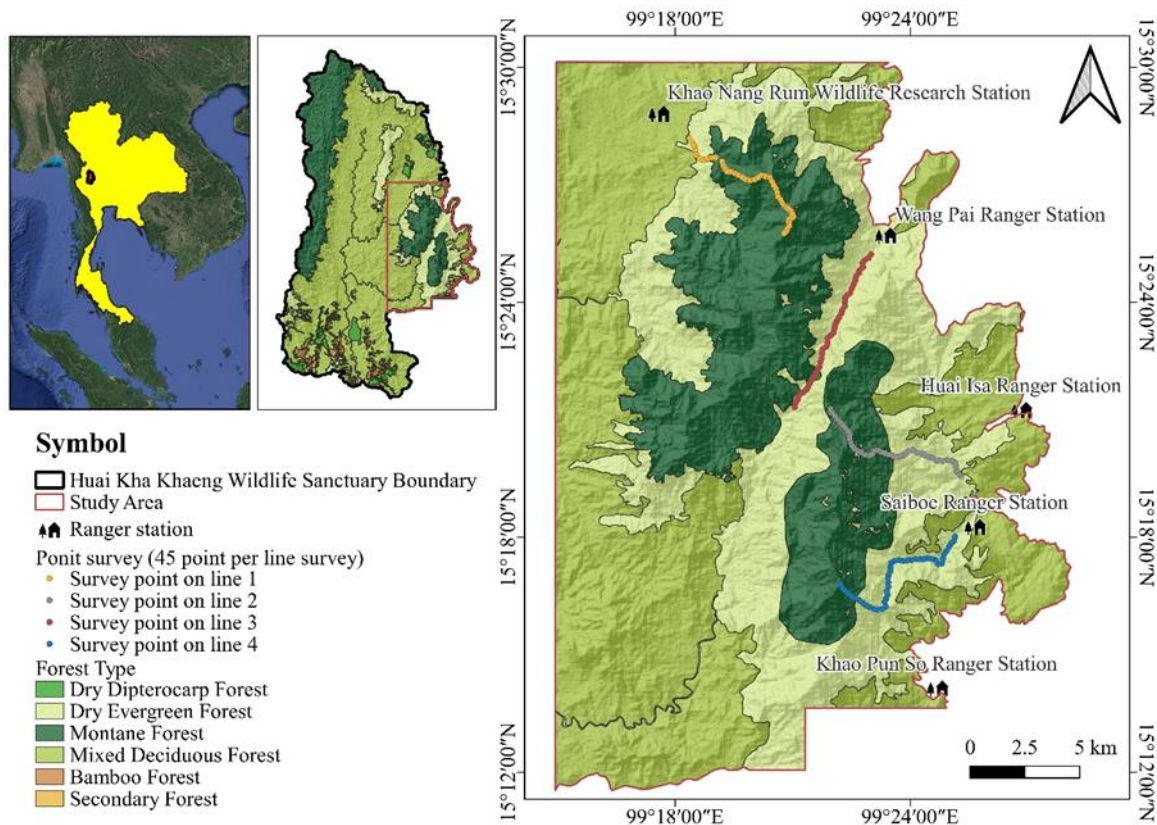 99°18'00"E
99°24'00"E
15°30'00"N
15°30'00"N
Khao Nang Rum Wildlife Research Station
Wang Pai Ranger Station
15°24'00"N
15°24'00"N
Huai Isa Ranger Station
Symbol
Huai Kha Khaeng Wildlife Sanctuary Boundary
Study Area
Ranger station
Ponit survey (45 point per line survey)
Survey point on line 1
Survey point on line 2
Survey point on line 3
Survey point on line 4
Forest Type
Dry Dipterocarp Forest
Dry Evergreen Forest
Montane Forest
Mixed Deciduous Forest
Bamboo Forest
Secondary Forest
Saiboe Ranger Station
15°18'00"N
15°18'00"N
Khao Pun So Ranger Station
0 2.5 5 km
15°12'00"N
15°12'00"N
99°18'00"E
99°24'00"E